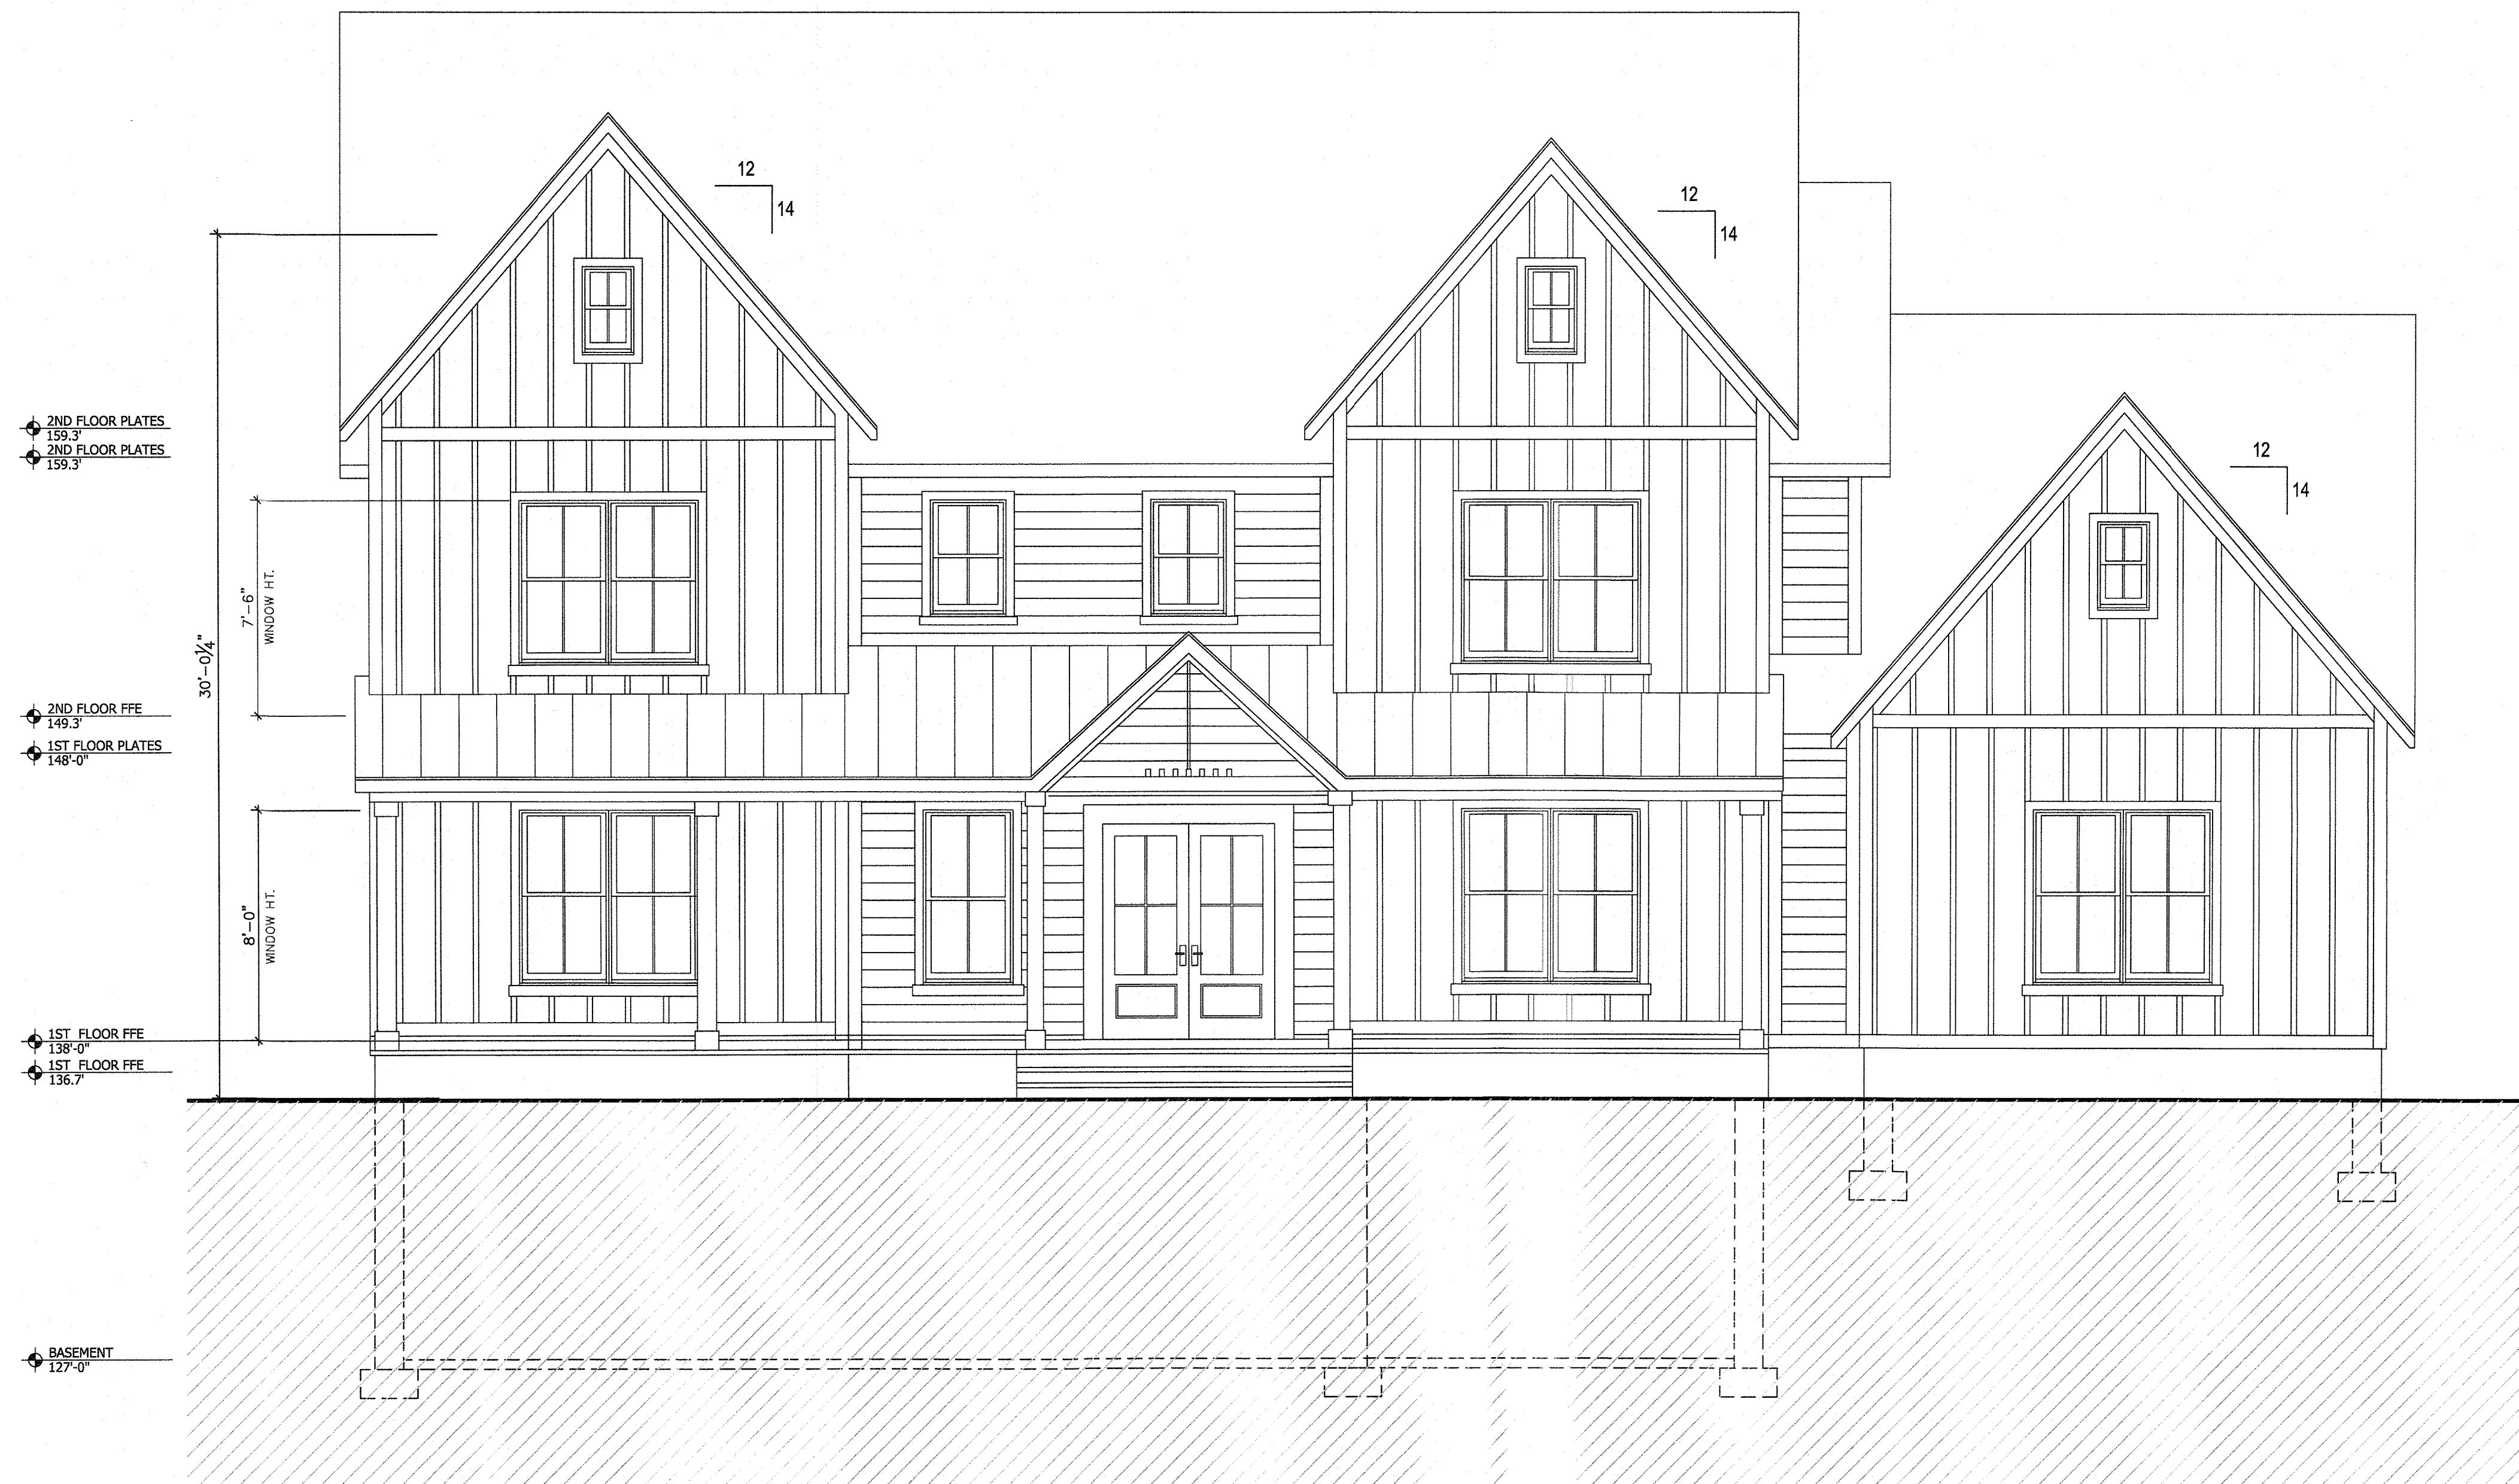 12
14
12
14
2ND FLOOR PLATES
159.3'
2ND FLOOR PLATES
159.3'
12
14
7'-6"
WINDOW HT.
30'-0¼"
2ND FLOOR FFE
149.3'
1ST FLOOR PLATES
148'-0"
8'-0"
WINDOW HT.
1ST FLOOR FFE
138'-0"
1ST FLOOR FFE
136.7'
BASEMENT
127'-0"